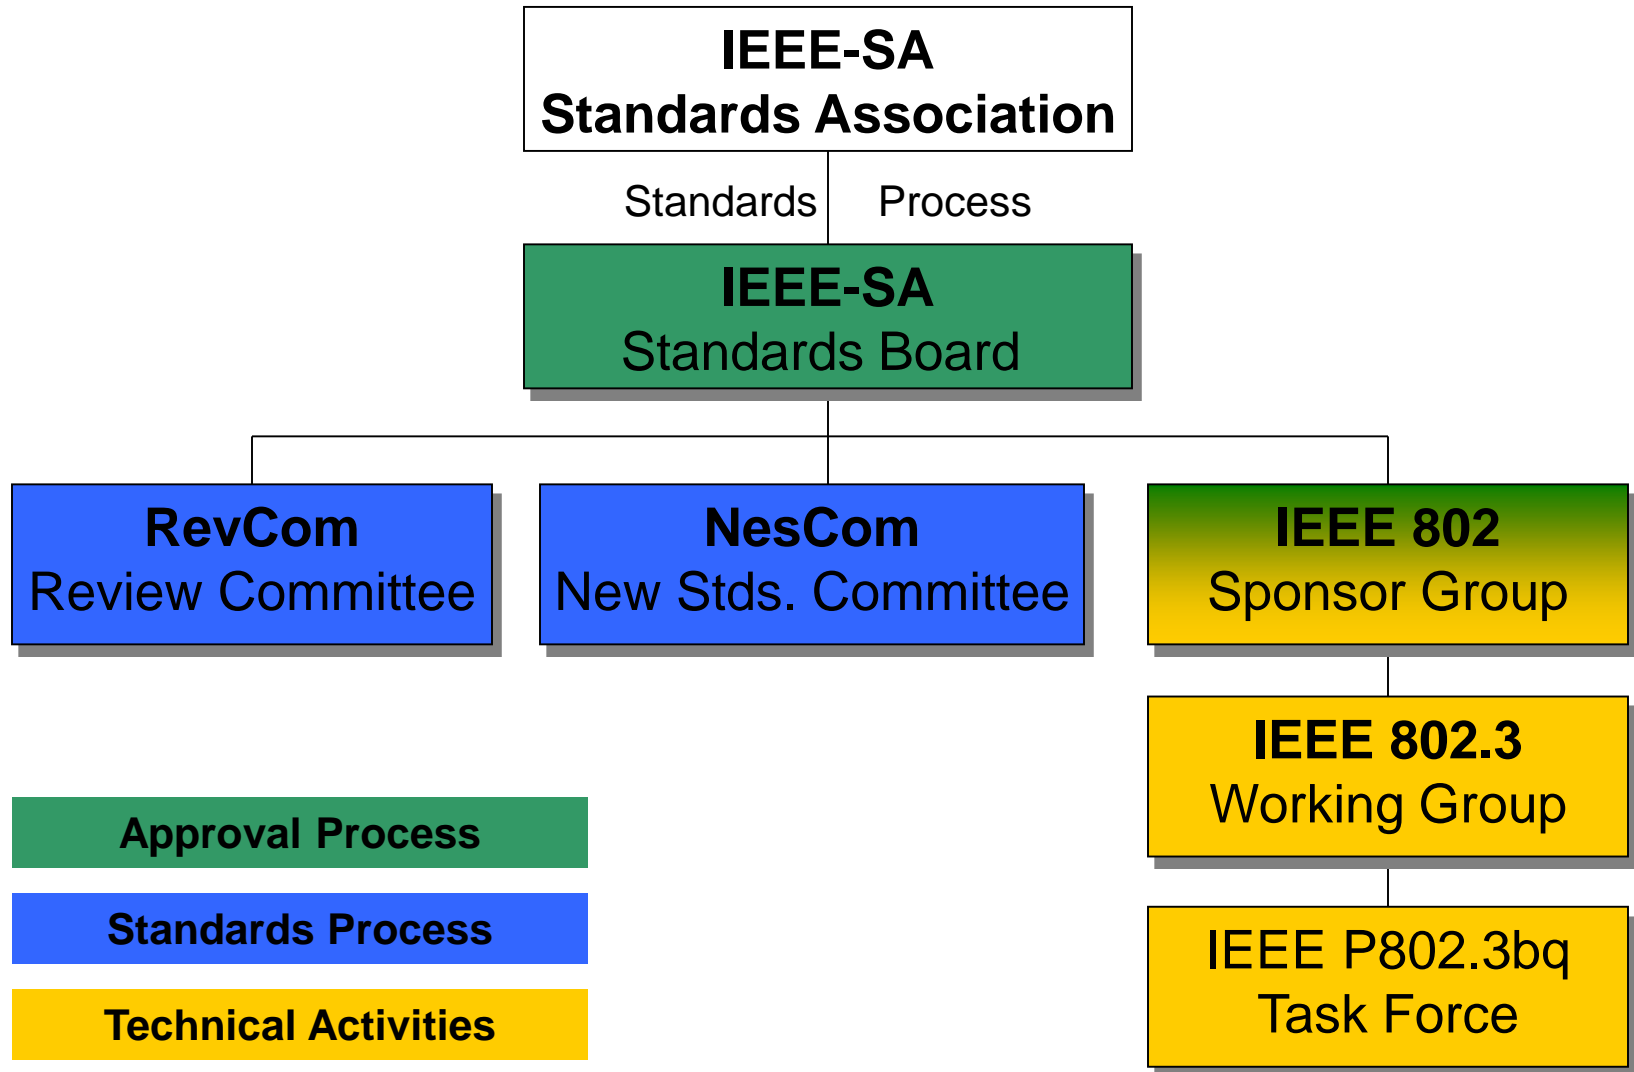 IEEE-SA
Standards Association
Standards Process
IEEE-SA
Standards Board
RevCom
Review Committee
NesCom
New Stds. Committee
IEEE 802
Sponsor Group
IEEE 802.3
Working Group
IEEE P802.3bq
Task Force
Approval Process
Standards Process
Technical Activities